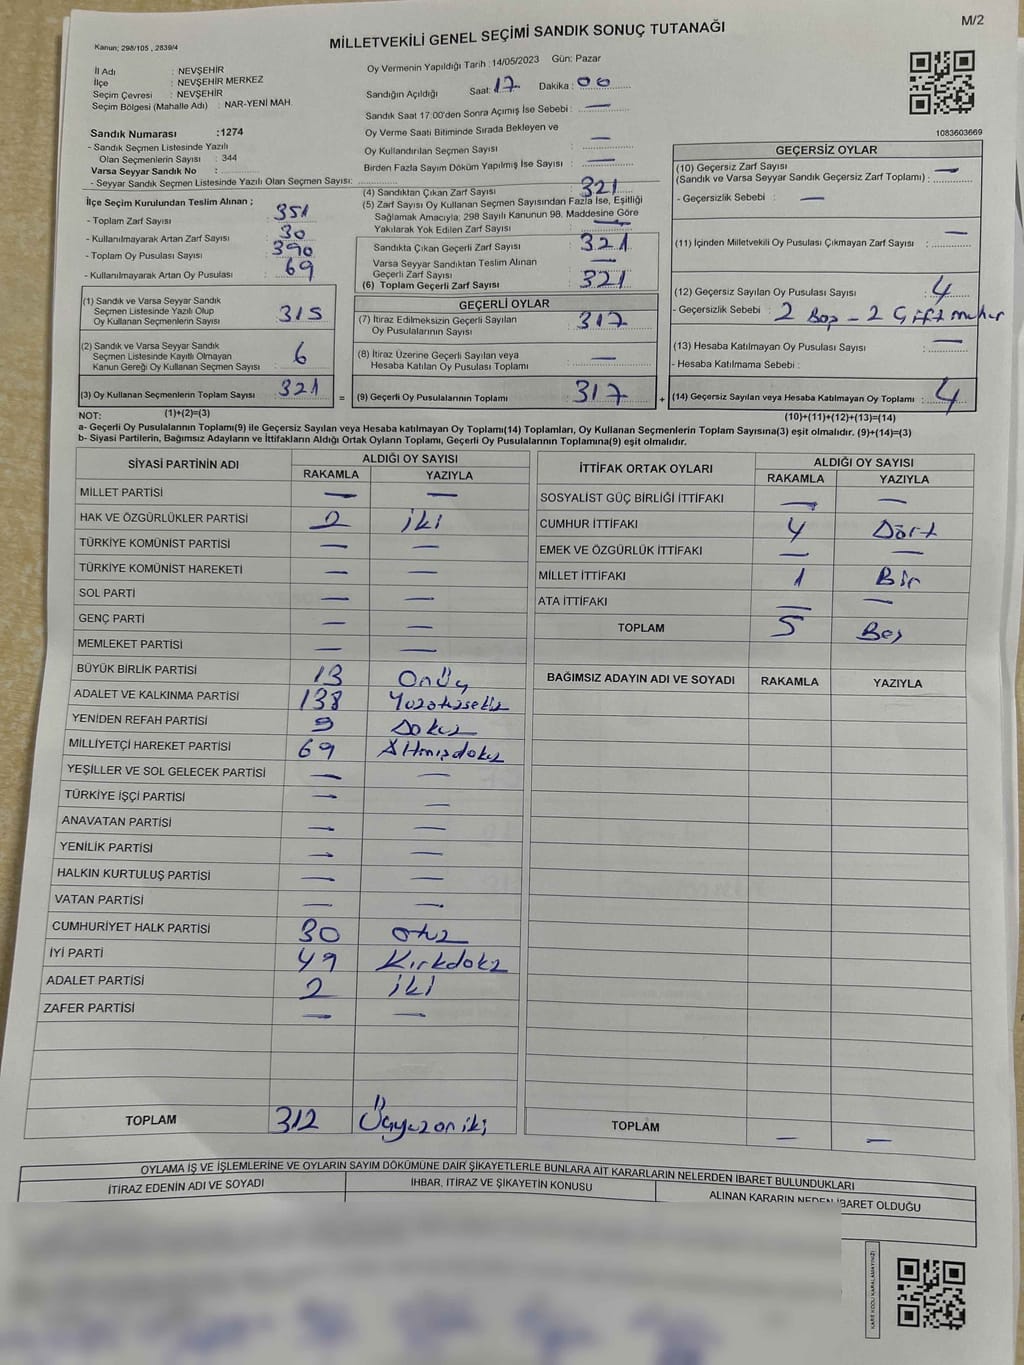 M/2
Kanun; 298/105 , 2839/4
MİLLETVEKİLİ GENEL SEÇİMİ SANDIK SONUÇ TUTANAĞI
İl Adı : NEVŞEHİR
İlçe : NEVŞEHİR MERKEZ
Seçim Çevresi : NEVŞEHİR
Seçim Bölgesi (Mahalle Adı) : NAR-YENİ MAH.
Sandık Numarası :1274
- Sandık Seçmen Listesinde Yazılı
Olan Seçmenlerin Sayısı : 344
Varsa Seyyar Sandık No :
- Seyyar Sandık Seçmen Listesinde Yazılı Olan Seçmen Sayısı:
Oy Vermenin Yapıldığı Tarih : 14/05/2023 Gün: Pazar
Sandığın Açıldığı Saat: 17 Dakika : 00
Sandık Saat 17:00'den Sonra Açımış İse Sebebi : —
Oy Verme Saati Bitiminde Sırada Bekleyen ve
Oy Kullandırılan Seçmen Sayısı : —
Birden Fazla Sayım Döküm Yapılmış İse Sayısı : —
1083603669
İlçe Seçim Kurulundan Teslim Alınan ;
- Toplam Zarf Sayısı : 351
- Kullanılmayarak Artan Zarf Sayısı : 30
- Toplam Oy Pusulası Sayısı : 390
- Kullanılmayarak Artan Oy Pusulası : 69
(4) Sandıktan Çıkan Zarf Sayısı : 321
(5) Zarf Sayısı Oy Kullanan Seçmen Sayısından Fazla İse, Eşitliği
Sağlamak Amacıyla; 298 Sayılı Kanunun 98. Maddesine Göre
Yakılarak Yok Edilen Zarf Sayısı : —
Sandıkta Çıkan Geçerli Zarf Sayısı : 321
Varsa Seyyar Sandıktan Teslim Alınan
Geçerli Zarf Sayısı : —
(6) Toplam Geçerli Zarf Sayısı : 321
GEÇERSİZ OYLAR
(10) Geçersiz Zarf Sayısı —
(Sandık ve Varsa Seyyar Sandık Geçersiz Zarf Toplamı) :
- Geçersizlik Sebebi : —
(11) İçinden Milletvekili Oy Pusulası Çıkmayan Zarf Sayısı : —
(12) Geçersiz Sayılan Oy Pusulası Sayısı : 4
- Geçersizlik Sebebi : 2 Boş - 2 Çift mühür
(13) Hesaba Katılmayan Oy Pusulası Sayısı : —
- Hesaba Katılmama Sebebi :
(14) Geçersiz Sayılan veya Hesaba Katılmayan Oy Toplamı : 4
(1) Sandık ve Varsa Seyyar Sandık
Seçmen Listesinde Yazılı Olup
Oy Kullanan Seçmenlerin Sayısı : 315
(2) Sandık ve Varsa Seyyar Sandık
Seçmen Listesinde Kayıtlı Olmayan
Kanun Gereği Oy Kullanan Seçmen Sayısı : 6
(3) Oy Kullanan Seçmenlerin Toplam Sayısı : 321 =
GEÇERLİ OYLAR
(7) İtiraz Edilmeksizin Geçerli Sayılan
Oy Pusulalarının Sayısı : 317
(8) İtiraz Üzerine Geçerli Sayılan veya
Hesaba Katılan Oy Pusulası Toplamı : —
(9) Geçerli Oy Pusulalarının Toplamı : 317 +
NOT: (1)+(2)=(3)
(10)+(11)+(12)+(13)=(14)
a- Geçerli Oy Pusulalarının Toplamı(9) ile Geçersiz Sayılan veya Hesaba katılmayan Oy Toplamı(14) Toplamları, Oy Kullanan Seçmenlerin Toplam Sayısına(3) eşit olmalıdır. (9)+(14)=(3)
b- Siyasi Partilerin, Bağımsız Adayların ve İttifakların Aldığı Ortak Oyların Toplamı, Geçerli Oy Pusulalarının Toplamına(9) eşit olmalıdır.
SİYASİ PARTİNİN ADI ALDIĞI OY SAYISI
RAKAMLA YAZIYLA
MİLLET PARTİSİ — —
HAK VE ÖZGÜRLÜKLER PARTİSİ 2 iki
TÜRKİYE KOMÜNİST PARTİSİ — —
TÜRKİYE KOMÜNİST HAREKETİ — —
SOL PARTİ — —
GENÇ PARTİ — —
MEMLEKET PARTİSİ — —
BÜYÜK BİRLİK PARTİSİ 13 Onüç
ADALET VE KALKINMA PARTİSİ 138 Yüzotuzsekiz
YENİDEN REFAH PARTİSİ 9 Dokuz
MİLLİYETÇİ HAREKET PARTİSİ 69 Altmışdokuz
YEŞİLLER VE SOL GELECEK PARTİSİ — —
TÜRKİYE İŞÇİ PARTİSİ — —
ANAVATAN PARTİSİ — —
YENİLİK PARTİSİ — —
HALKIN KURTULUŞ PARTİSİ — —
VATAN PARTİSİ — —
CUMHURİYET HALK PARTİSİ 30 otuz
İYİ PARTİ 49 Kırkdokuz
ADALET PARTİSİ 2 iki
ZAFER PARTİSİ — —
TOPLAM 312 Üçyüzoniki
İTTİFAK ORTAK OYLARI ALDIĞI OY SAYISI
RAKAMLA YAZIYLA
SOSYALİST GÜÇ BİRLİĞİ İTTİFAKI — —
CUMHUR İTTİFAKI 4 Dört
EMEK VE ÖZGÜRLÜK İTTİFAKI — —
MİLLET İTTİFAKI 1 Bir
ATA İTTİFAKI — —
TOPLAM 5 Beş
BAĞIMSIZ ADAYIN ADI VE SOYADI RAKAMLA YAZIYLA
TOPLAM — —
OYLAMA İŞ VE İŞLEMLERİNE VE OYLARIN SAYIM DÖKÜMÜNE DAİR ŞİKAYETLERLE BUNLARA AİT KARARLARIN NELERDEN İBARET BULUNDUKLARI
İTİRAZ EDENİN ADI VE SOYADI İHBAR, İTİRAZ VE ŞİKAYETİN KONUSU ALINAN KARARIN NEDEN İBARET OLDUĞU
KARE KODU KARALAMAYINIZ!